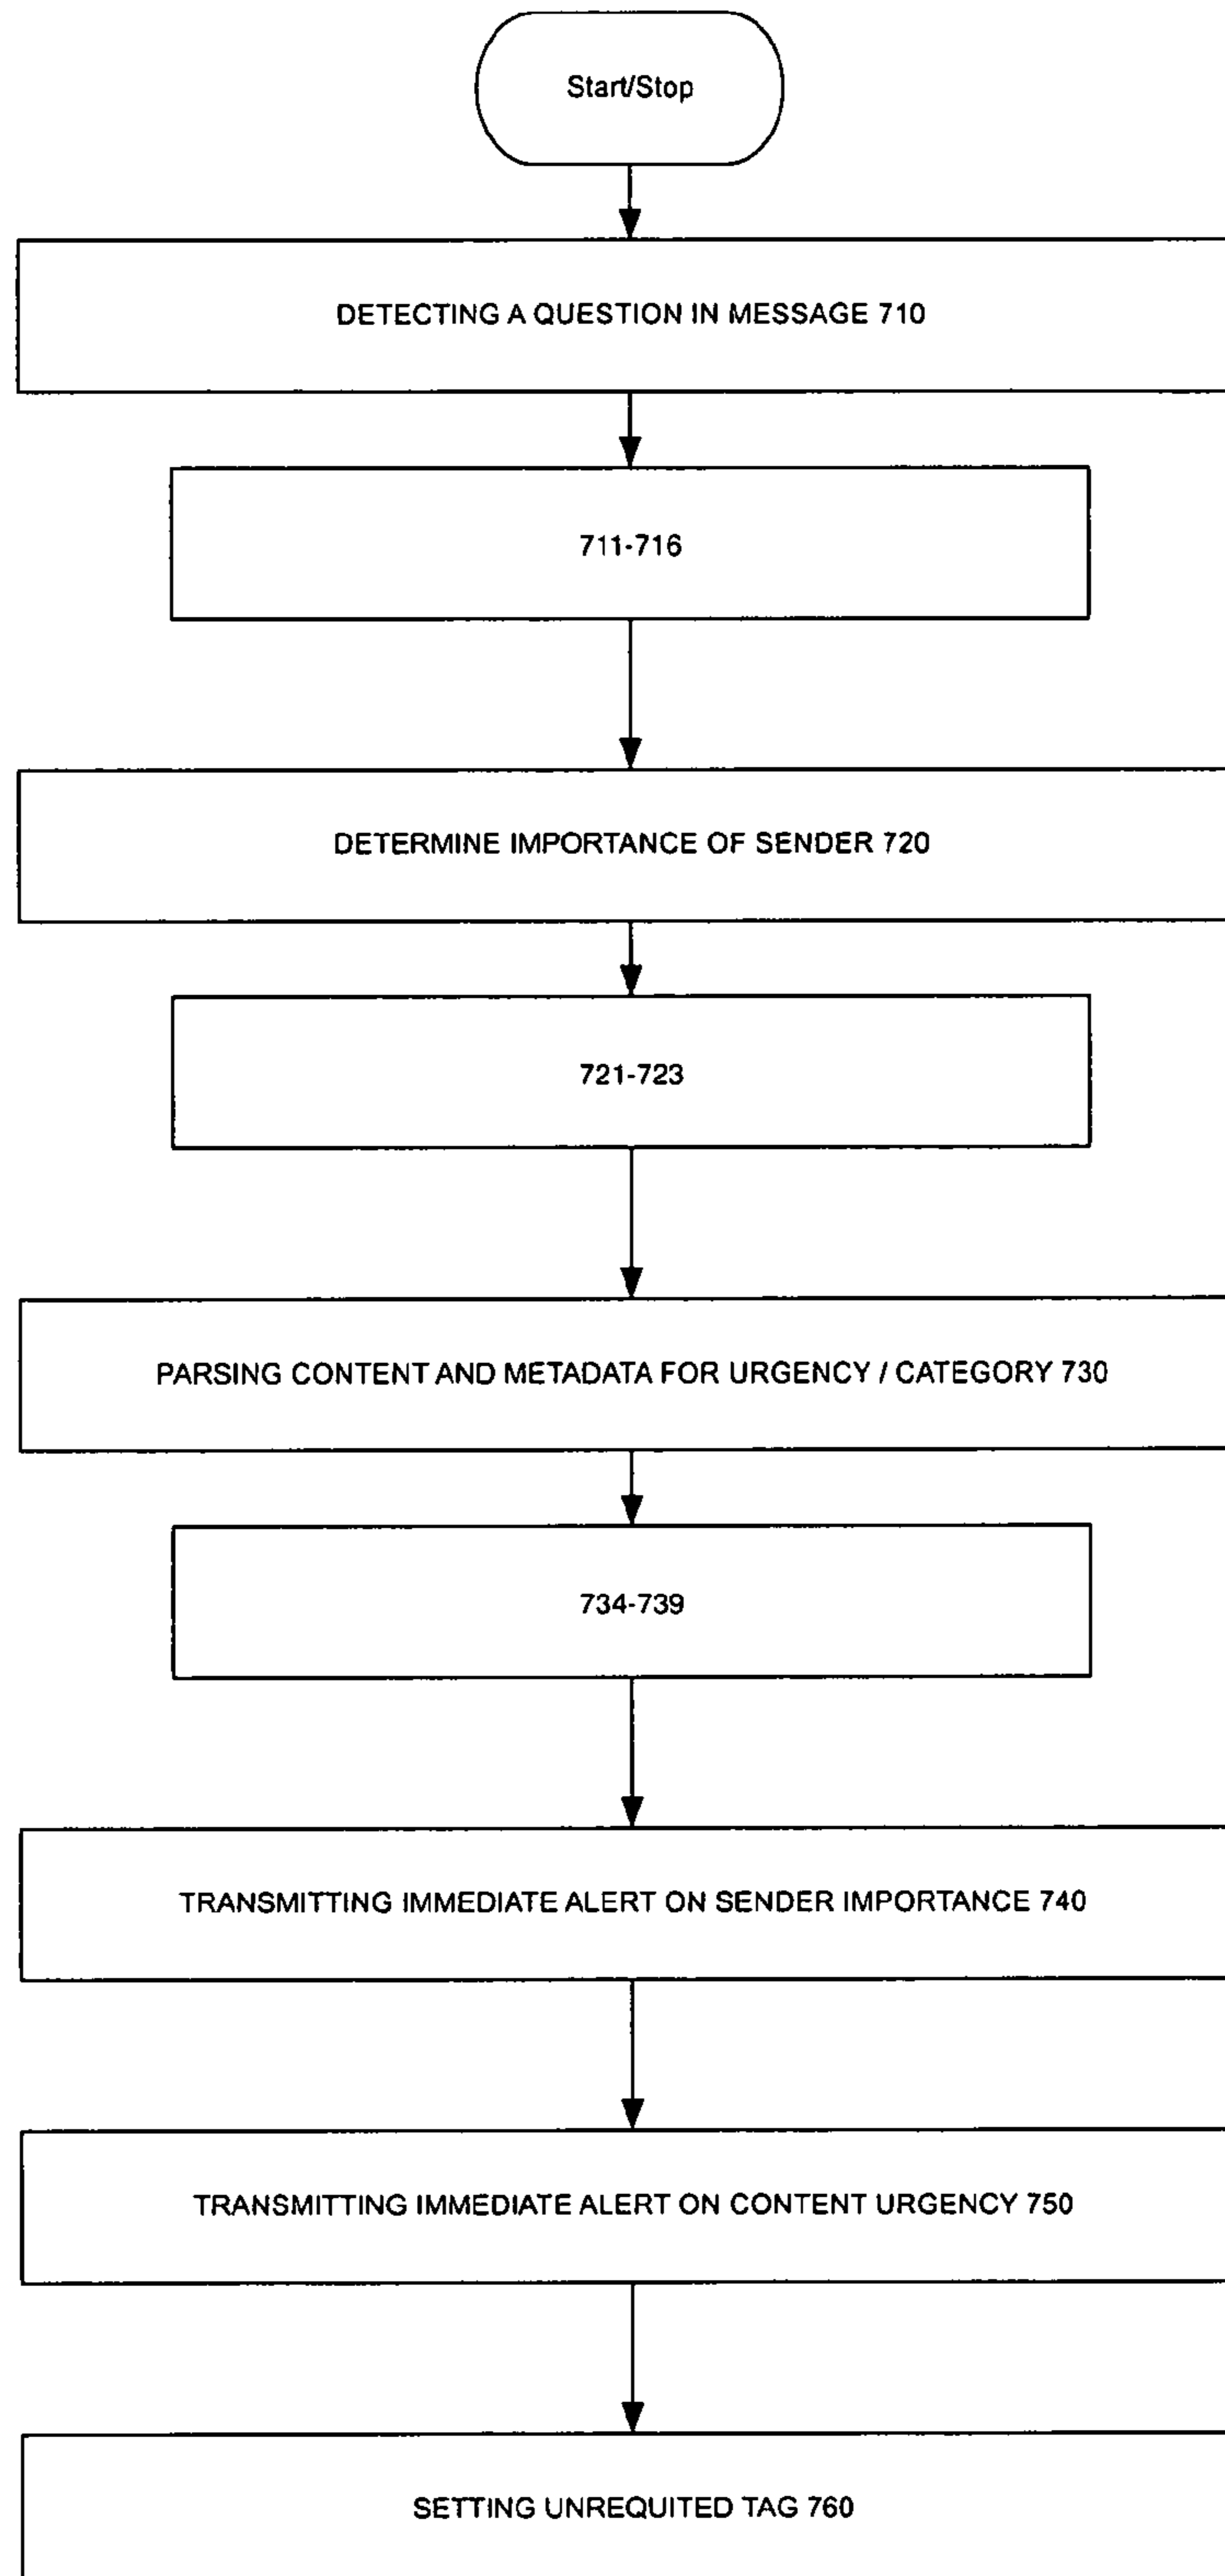 Start/Stop
DETECTING A QUESTION IN MESSAGE 710
711-716
DETERMINE IMPORTANCE OF SENDER 720
721-723
PARSING CONTENT AND METADATA FOR URGENCY / CATEGORY 730
734-739
TRANSMITTING IMMEDIATE ALERT ON SENDER IMPORTANCE 740
TRANSMITTING IMMEDIATE ALERT ON CONTENT URGENCY 750
SETTING UNREQUITED TAG 760